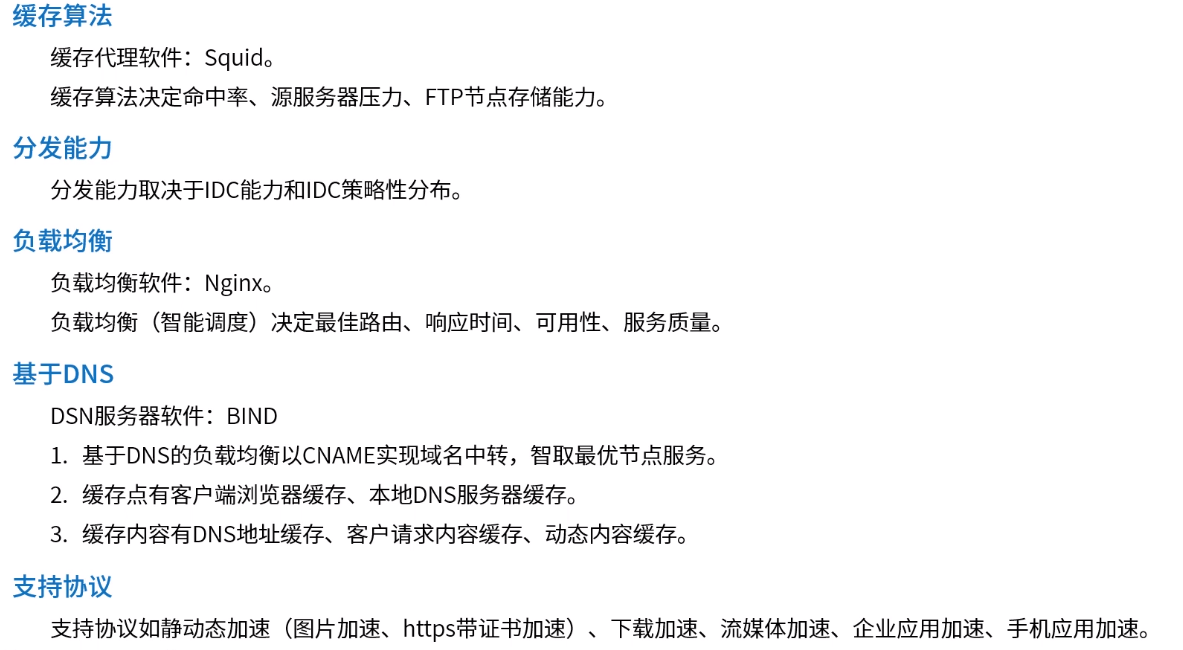 缓存算法
缓存代理软件：Squid。
缓存算法决定命中率、源服务器压力、FTP节点存储能力。
分发能力
分发能力取决于IDC能力和IDC策略性分布。
负载均衡
负载均衡软件：Nginx。
负载均衡（智能调度）决定最佳路由、响应时间、可用性、服务质量。
基于DNS
DSN服务器软件：BIND
1. 基于DNS的负载均衡以CNAME实现域名中转，智取最优节点服务。
2. 缓存点有客户端浏览器缓存、本地DNS服务器缓存。
3. 缓存内容有DNS地址缓存、客户请求内容缓存、动态内容缓存。
支持协议
支持协议如静动态加速（图片加速、https带证书加速）、下载加速、流媒体加速、企业应用加速、手机应用加速。